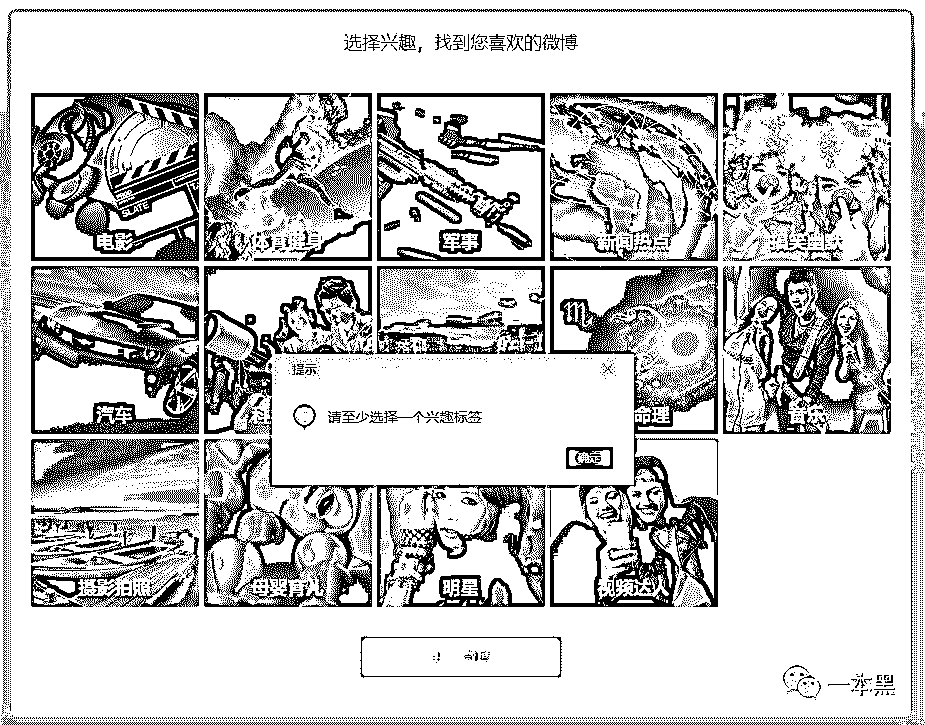 选择兴趣，找到您喜欢的微博
电影
体育健身
军事
新闻热点
搞笑幽默
SLATE
汽车
科
命理
音乐
提示
请至少选择一个兴趣标签
确定
摄影拍照
母婴育儿
明星
视频达人
一本黑